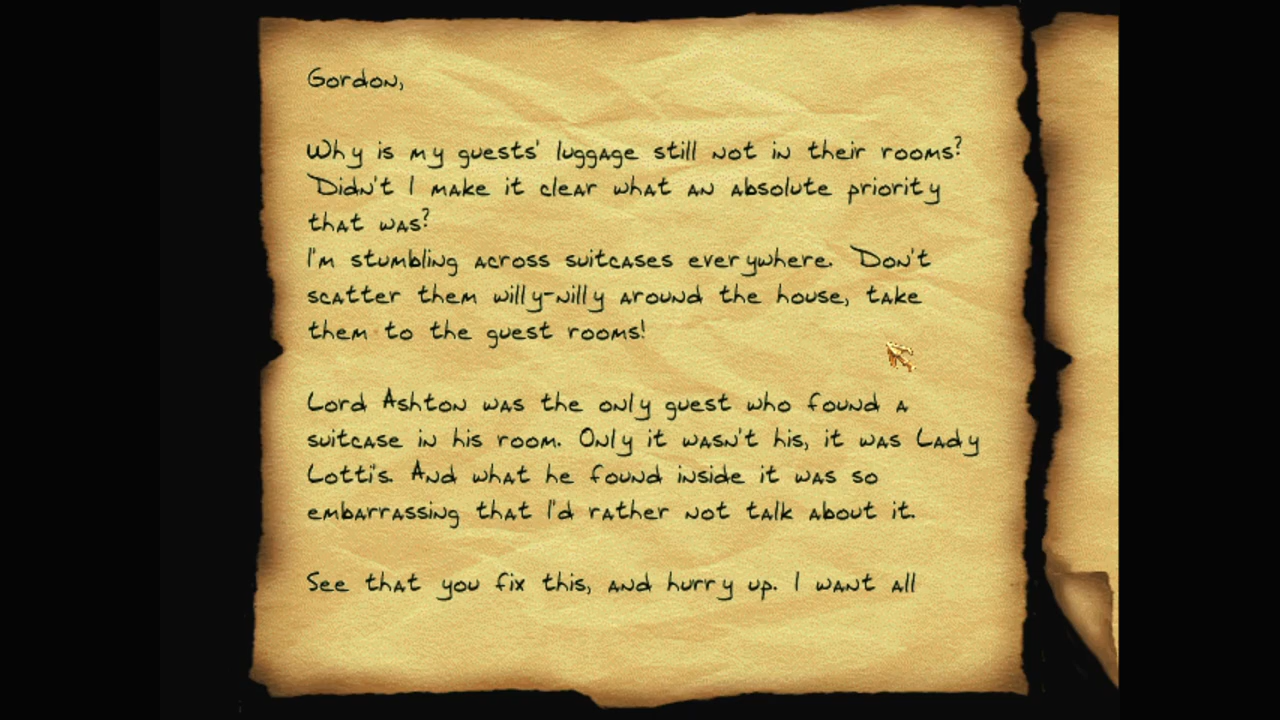 Gordon,
Why is my guests' luggage still not in their rooms?
Didn't I make it clear what an absolute priority
that was?
I'm stumbling across suitcases everywhere. Don't
scatter them willy-nilly around the house, take
them to the guest rooms!
Lord Ashton was the only guest who found a
suitcase in his room. Only it wasn't his, it was Lady
Lotti's. And what he found inside it was so
embarrassing that I'd rather not talk about it.
See that you fix this, and hurry up. I want all